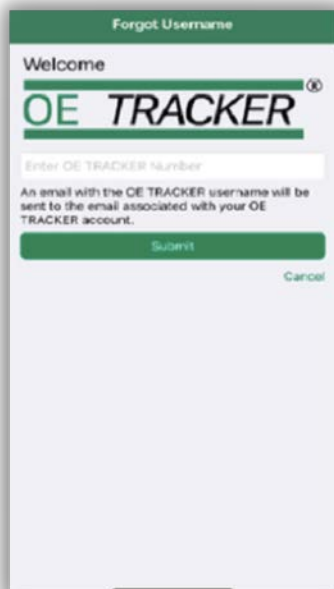 Forgot Username
Welcome
OE TRACKER®
Enter OE TRACKER Number
An email with the OE TRACKER username will be
sent to the email associated with your OE
TRACKER account.
Submit
Cancel